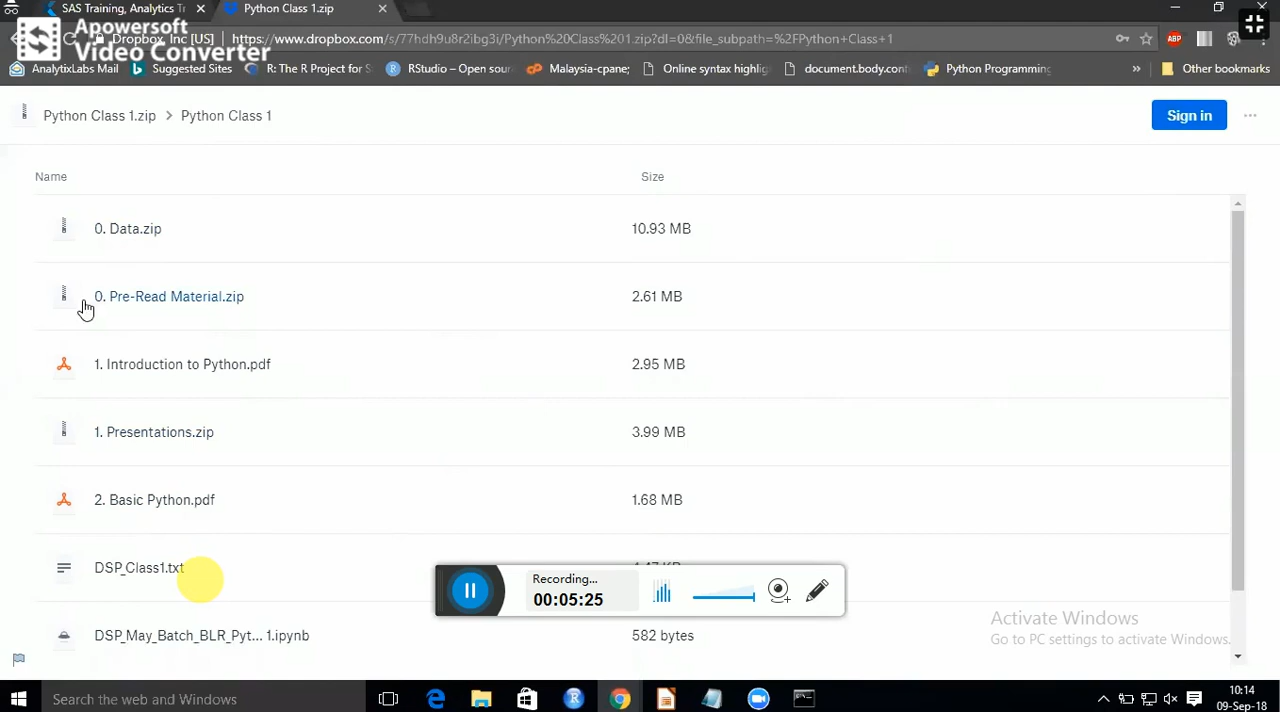 SAS Training, Analytics Tr
Python Class 1.zip
Apowersoft
Video Converter
Dropbox, Inc [US]
https://www.dropbox.com/s/77hdh9u8r2ibg3i/Python%20Class%201.zip?dl=0&file_subpath=%2FPython+Class+1
ABP
AnalytixLabs Mail
Suggested Sites
R: The R Project for S
RStudio – Open sour
Malaysia-cpane;
Online syntax highlig
document.body.cont
Python Programming
»
Other bookmarks
Python Class 1.zip > Python Class 1
Sign in
Name
Size
0. Data.zip
10.93 MB
0. Pre-Read Material.zip
2.61 MB
1. Introduction to Python.pdf
2.95 MB
1. Presentations.zip
3.99 MB
2. Basic Python.pdf
1.68 MB
DSP_Class1.txt
Recording...
00:05:25
Activate Windows
Go to PC settings to activate Windows.
DSP_May_Batch_BLR_Pyt... 1.ipynb
582 bytes
Search the web and Windows
10:14
09-Sep-18